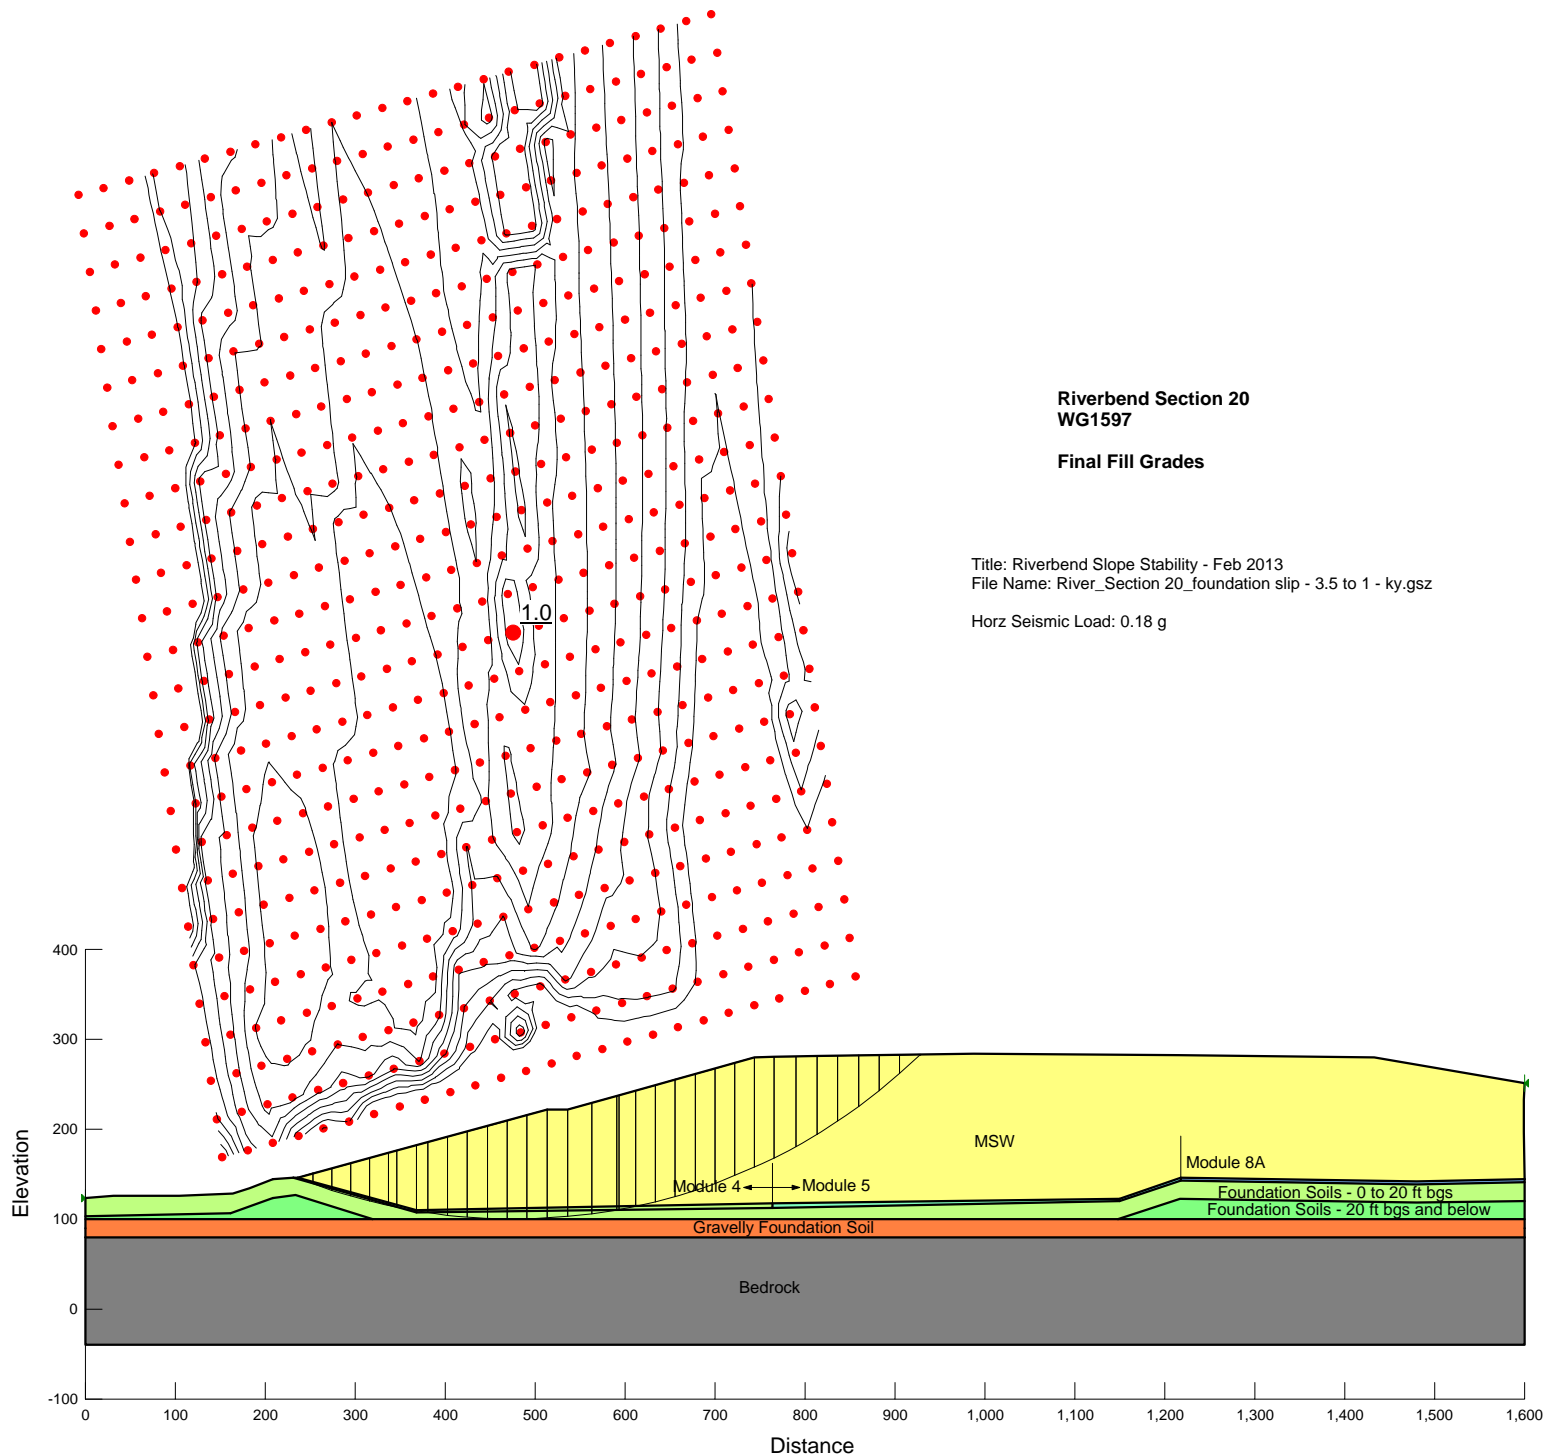 Riverbend Section 20
WG1597
Final Fill Grades
Title: Riverbend Slope Stability - Feb 2013
File Name: River_Section 20_foundation slip - 3.5 to 1 - ky.gsz
Horz Seismic Load: 0.18 g
1.0
400
300
200
100
0
-100
Elevation
MSW
Module 8A
Module 4
Module 5
Foundation Soils - 0 to 20 ft bgs
Foundation Soils - 20 ft bgs and below
Gravelly Foundation Soil
Bedrock
0 100 200 300 400 500 600 700 800 900 1,000 1,100 1,200 1,300 1,400 1,500 1,600
Distance